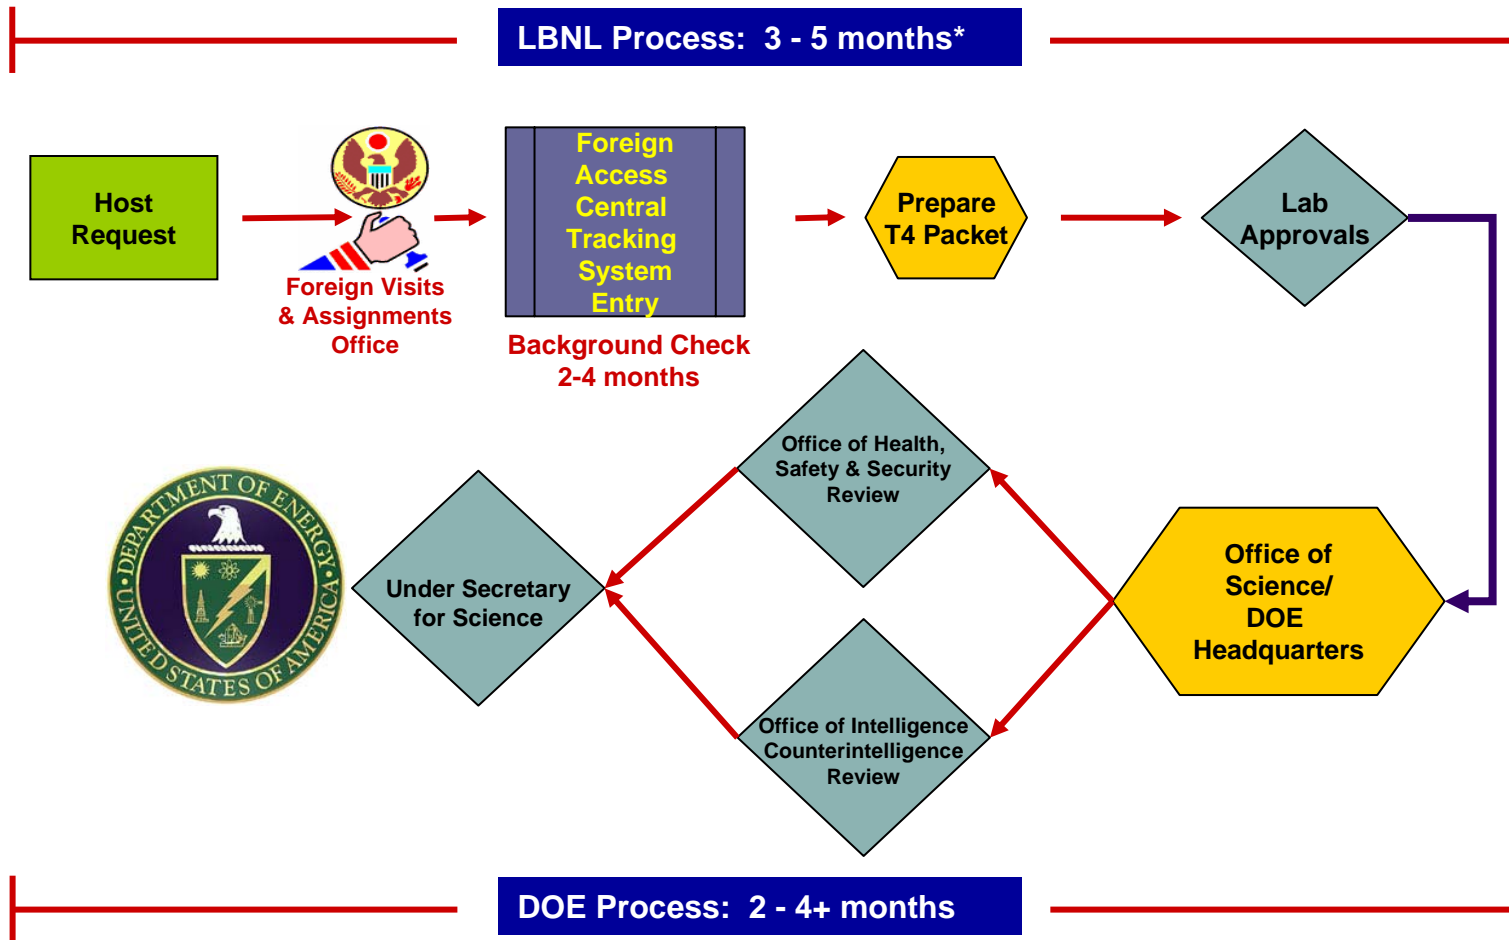 LBNL Process: 3 - 5 months*
Host
Request
Foreign Visits
& Assignments
Office
Foreign
Access
Central
Tracking
System
Entry
Background Check
2-4 months
Prepare
T4 Packet
Lab
Approvals
Office of Health,
Safety & Security
Review
DEPARTMENT OF ENERGY
UNITED STATES OF AMERICA
Under Secretary
for Science
Office of
Science/
DOE
Headquarters
Office of Intelligence
Counterintelligence
Review
DOE Process: 2 - 4+ months